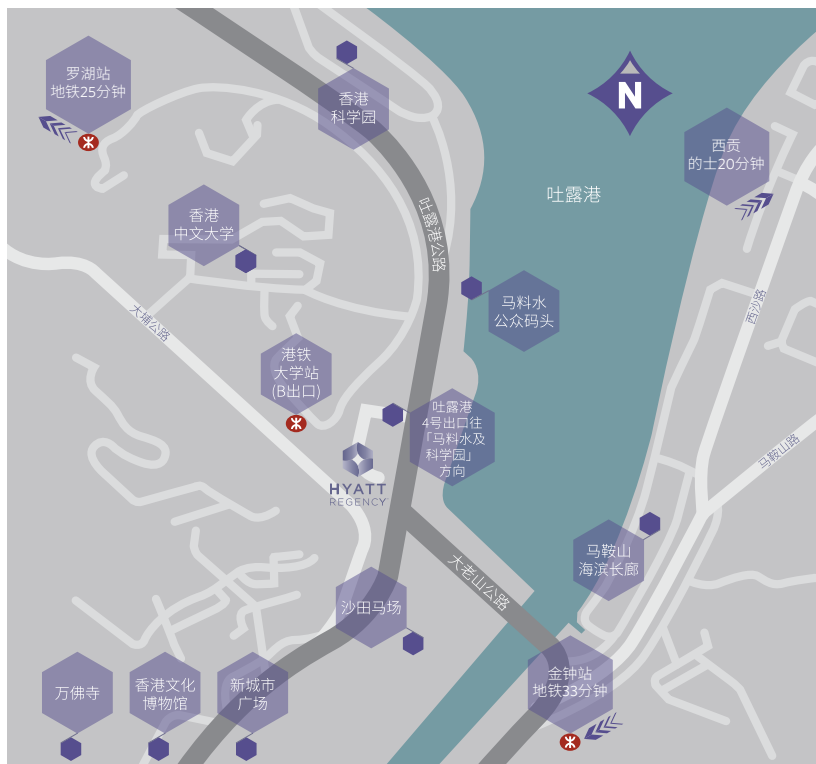 罗湖站
地铁25分钟
香港
科学园
N
西贡
的士20分钟
吐露港
香港
中文大学
吐露港公路
马料水
公众码头
大埔公路
西沙路
港铁
大学站
(B出口)
吐露港
4号出口往
「马料水及
科学园」
方向
马鞍山路
HYATT
REGENCY
马鞍山
海滨长廊
大老山公路
沙田马场
万佛寺
香港文化
博物馆
新城市
广场
金钟站
地铁33分钟